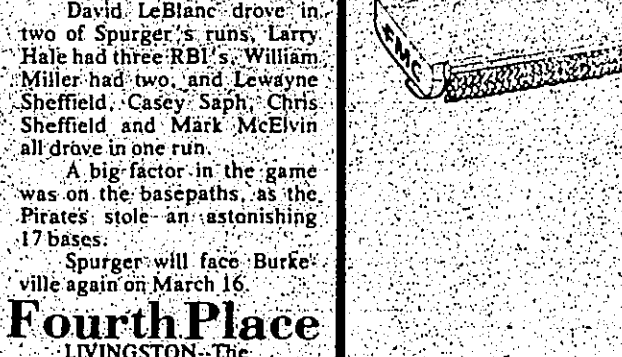 David LeBlanc drove in
two of Spurger's runs, Larry
Hale had three RBI's, William
Miller had two, and Lewayne
Sheffield, Casey Saph, Chris
Sheffield and Mark McElvin
all drove in one run.
A big factor in the game
was on the basepaths, as the
Pirates stole an astonishing
17 bases.
Spurger will face Burke-
ville again on March 16.
Fourth Place
LIVINGSTON--The
FMC